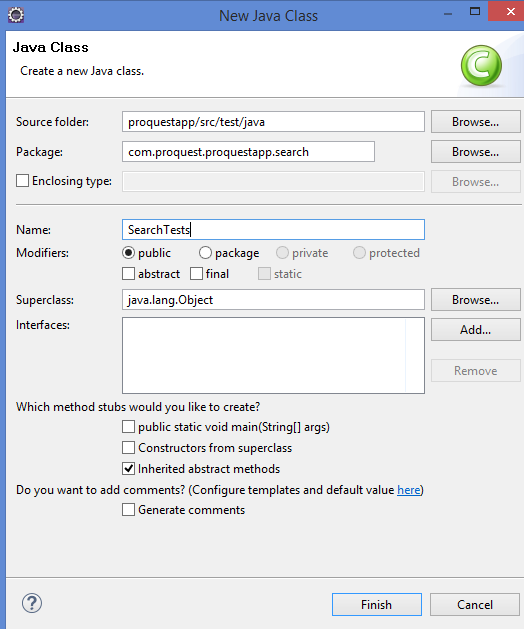 New Java Class
Java Class
Create a new Java class.
C
Source folder: proquestapp/src/test/java Browse...
Package: com.proquest.proquestapp.search Browse...
Enclosing type: Browse...
Name: SearchTests
Modifiers: public package private protected
abstract final static
Superclass: java.lang.Object Browse...
Interfaces: Add...
Remove
Which method stubs would you like to create?
public static void main(String[] args)
Constructors from superclass
Inherited abstract methods
Do you want to add comments? (Configure templates and default value here)
Generate comments
? Finish Cancel